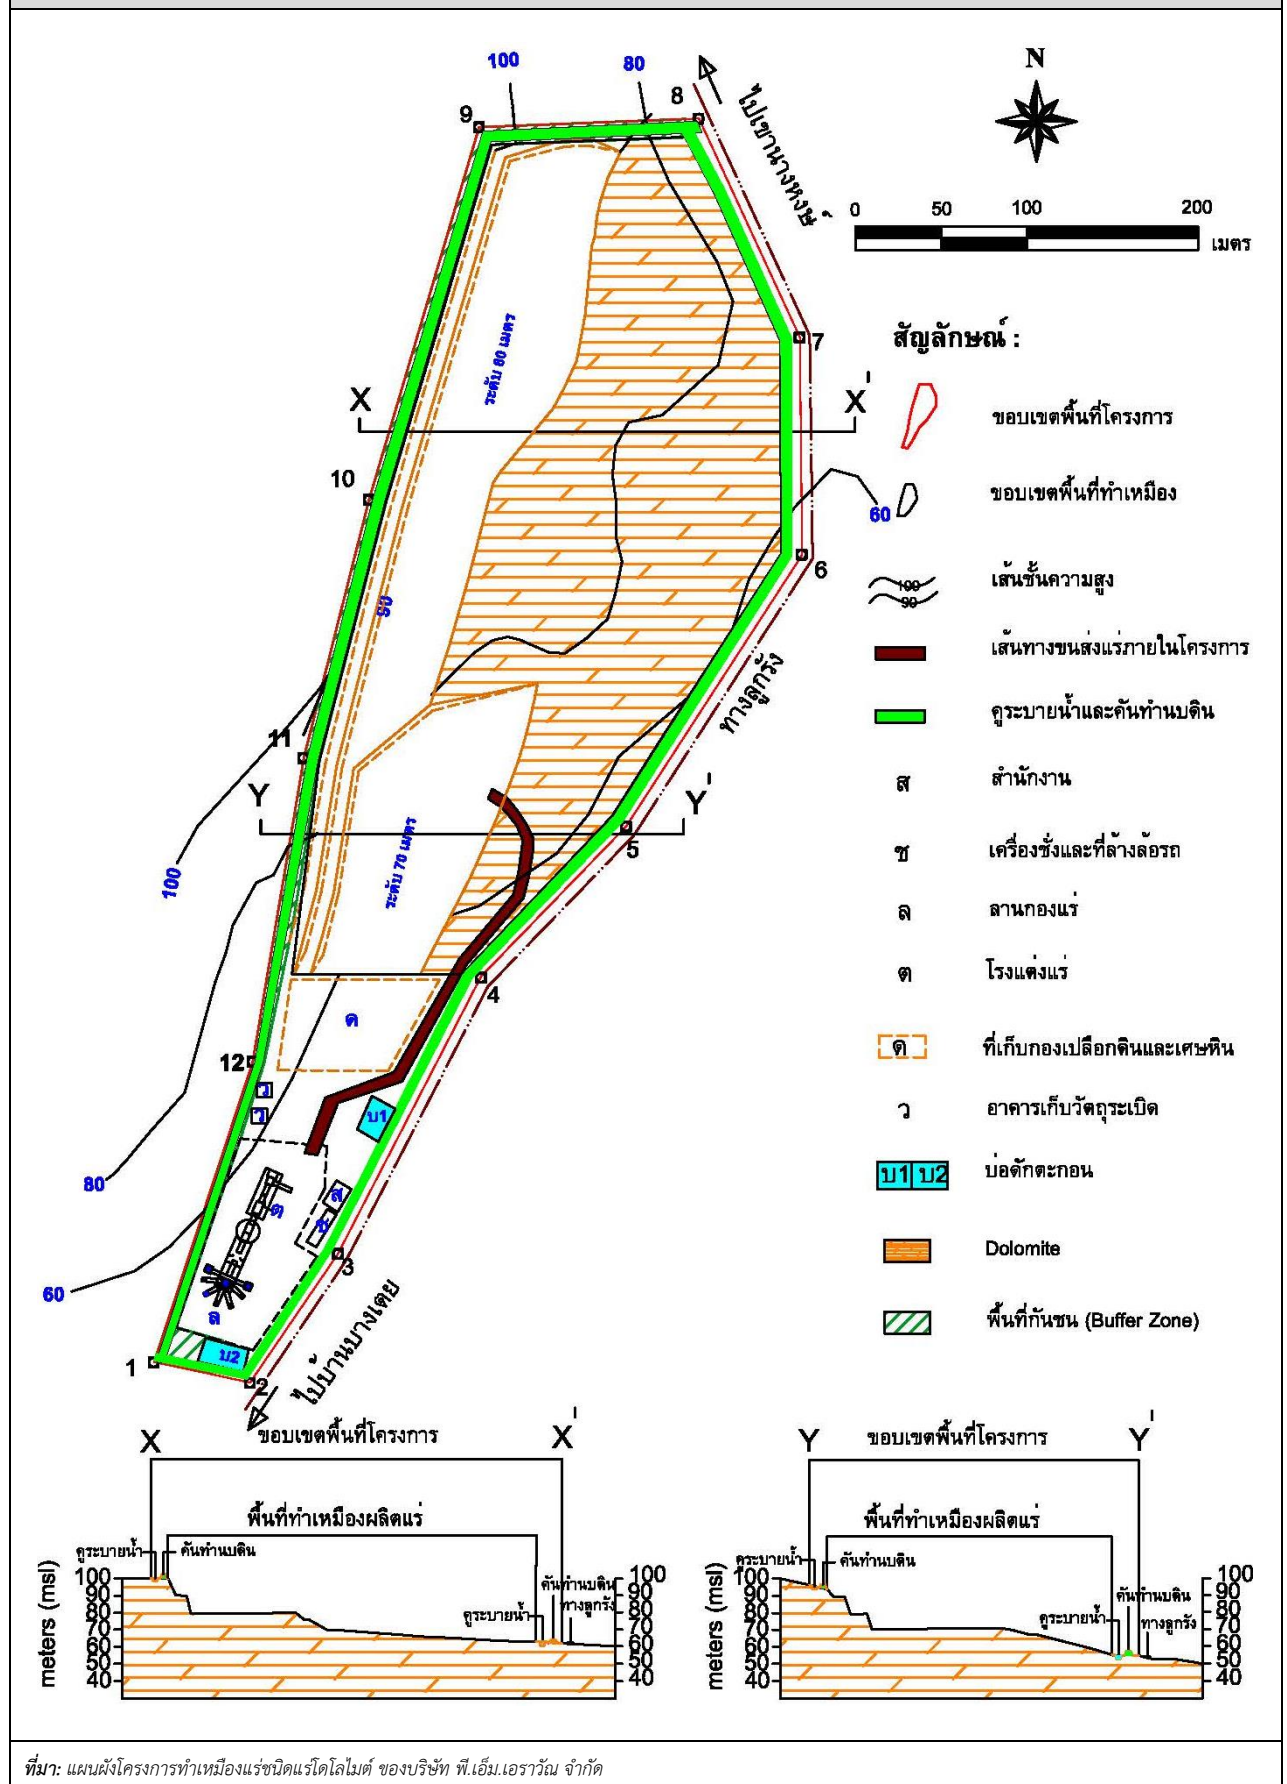 100
80
8
9
N
ไปเขานางหงษ์
0 50 100 200
เมตร
7
สัญลักษณ์ :
ระดับ 80 เมตร
X X'
ขอบเขตพื้นที่โครงการ
10
ขอบเขตพื้นที่ทำเหมือง
60
6
100
90
เส้นชั้นความสูง
90
เส้นทางขนส่งแร่ภายในโครงการ
ทางลูกรัง
คูระบายน้ำและคันทำนบดิน
11
ส สำนักงาน
Y Y'
5
ช เครื่องชั่งและที่ล้างล้อรถ
ระดับ 70 เมตร
100
ล ลานกองแร่
4
ต โรงแต่งแร่
ด
ด ที่เก็บกองเปลือกดินและเศษหิน
12
ว
ว
บ1
ว อาคารเก็บวัตถุระเบิด
80
บ1 บ2 บ่อดักตะกอน
ส
ต
ช
3
Dolomite
60
ล
พื้นที่กันชน (Buffer Zone)
บ2
1
2
ไปบ้านบางเตย
X ขอบเขตพื้นที่โครงการ X'
พื้นที่ทำเหมืองผลิตแร่
คูระบายน้ำ คันทำนบดิน
คันทำนบดิน
คูระบายน้ำ ทางลูกรัง
meters (msl)
100 100
90 90
80 80
70 70
60 60
50 50
40 40
Y ขอบเขตพื้นที่โครงการ Y'
พื้นที่ทำเหมืองผลิตแร่
คูระบายน้ำ คันทำนบดิน
คันทำนบดิน
คูระบายน้ำ ทางลูกรัง
meters (msl)
100 100
90 90
80 80
70 70
60 60
50 50
40 40
ที่มา: แผนผังโครงการทำเหมืองแร่ชนิดแร่โดโลไมต์ ของบริษัท พี.เอ็ม.เอราวัณ จำกัด